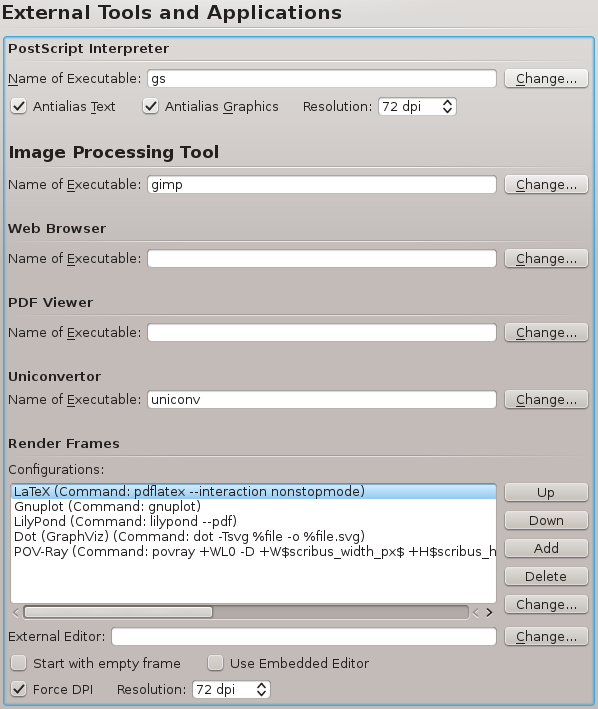 External Tools and Applications
PostScript Interpreter
Name of Executable: gs Change...
Antialias Text Antialias Graphics Resolution: 72 dpi
Image Processing Tool
Name of Executable: gimp Change...
Web Browser
Name of Executable: Change...
PDF Viewer
Name of Executable: Change...
Uniconvertor
Name of Executable: uniconv Change...
Render Frames
Configurations:
LaTeX (Command: pdflatex --interaction nonstopmode) Up
Gnuplot (Command: gnuplot)
LilyPond (Command: lilypond --pdf) Down
Dot (GraphViz) (Command: dot -Tsvg %file -o %file.svg)
POV-Ray (Command: povray +WL0 -D +W$scribus_width_px$ +H$scribus_h Add
Delete
Change...
External Editor: Change...
Start with empty frame Use Embedded Editor
Force DPI Resolution: 72 dpi